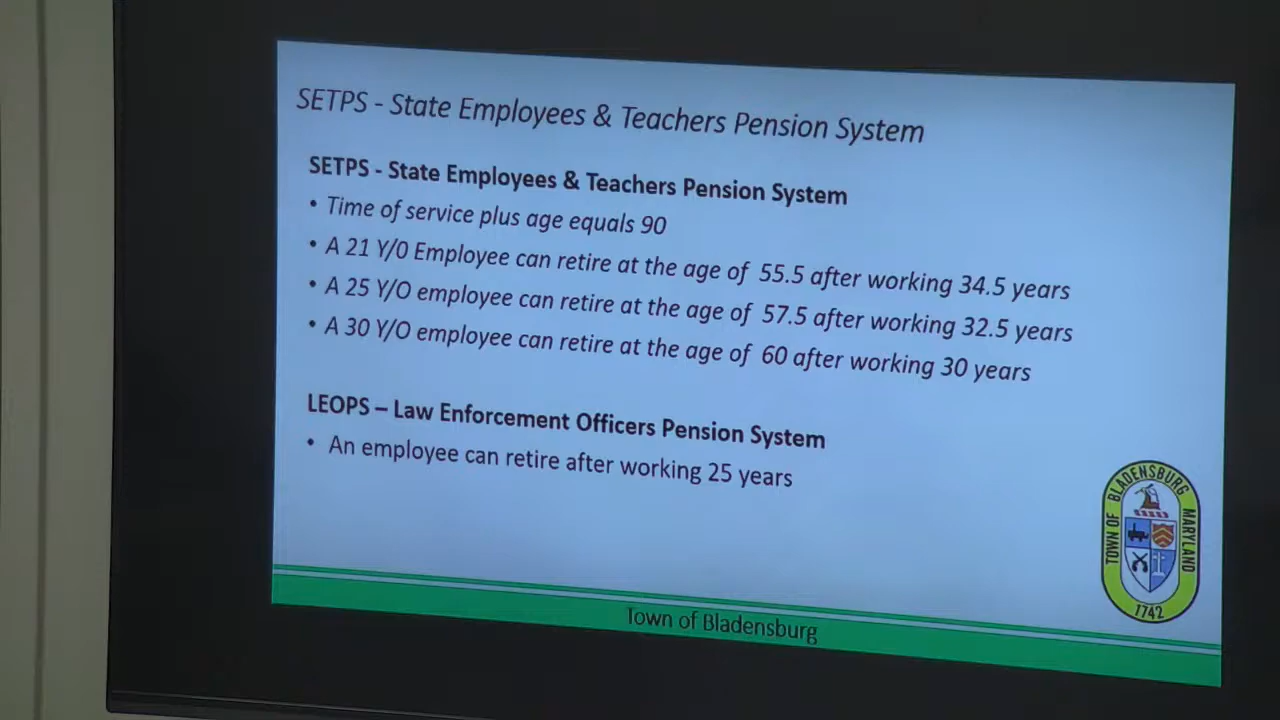 SETPS - State Employees & Teachers Pension System
SETPS - State Employees & Teachers Pension System
• Time of service plus age equals 90
• A 21 Y/0 Employee can retire at the age of 55.5 after working 34.5 years
• A 25 Y/O employee can retire at the age of 57.5 after working 32.5 years
• A 30 Y/O employee can retire at the age of 60 after working 30 years
LEOPS – Law Enforcement Officers Pension System
• An employee can retire after working 25 years
TOWN OF BLADENSBURG MARYLAND
1742
Town of Bladensburg